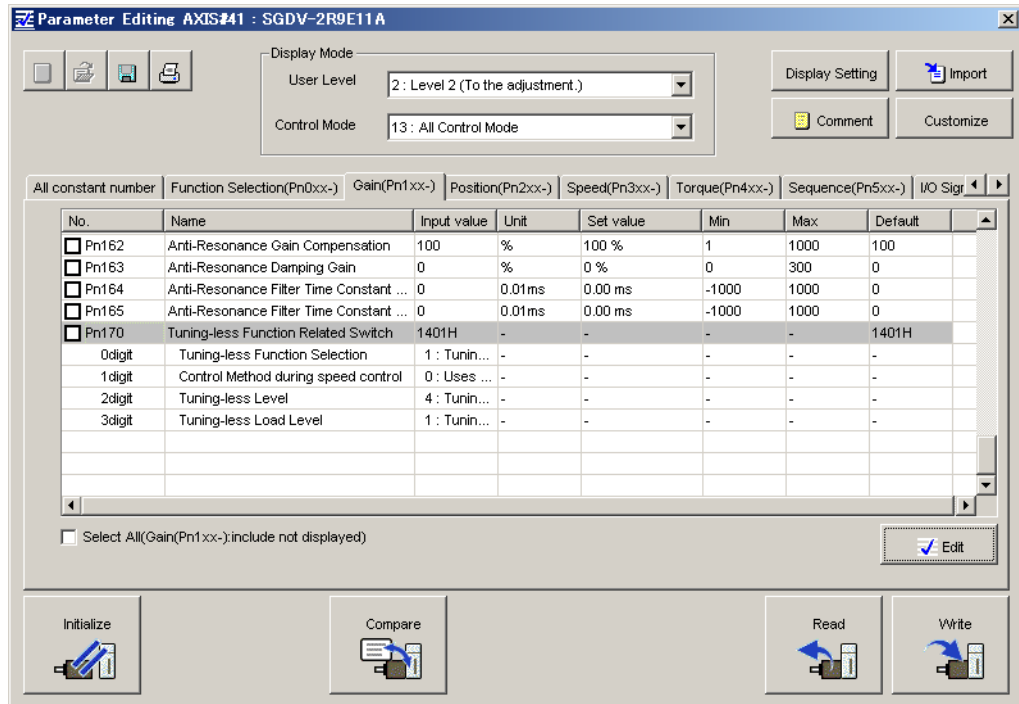 Parameter Editing AXIS#41 : SGDV-2R9E11A
Display Mode
User Level 2 : Level 2 (To the adjustment.)
Control Mode 13 : All Control Mode
Display Setting Import
Comment Customize
All constant number Function Selection(Pn0xx-) Gain(Pn1xx-) Position(Pn2xx-) Speed(Pn3xx-) Torque(Pn4xx-) Sequence(Pn5xx-) I/O Sigr
No. Name Input value Unit Set value Min Max Default
Pn162 Anti-Resonance Gain Compensation 100 % 100 % 1 1000 100
Pn163 Anti-Resonance Damping Gain 0 % 0 % 0 300 0
Pn164 Anti-Resonance Filter Time Constant ... 0 0.01ms 0.00 ms -1000 1000 0
Pn165 Anti-Resonance Filter Time Constant ... 0 0.01ms 0.00 ms -1000 1000 0
Pn170 Tuning-less Function Related Switch 1401H - - - - 1401H
0digit Tuning-less Function Selection 1 : Tunin... - - - - -
1digit Control Method during speed control 0 : Uses ... - - - - -
2digit Tuning-less Level 4 : Tunin... - - - - -
3digit Tuning-less Load Level 1 : Tunin... - - - - -
Select All(Gain(Pn1xx-):include not displayed)
Edit
Initialize Compare Read Write